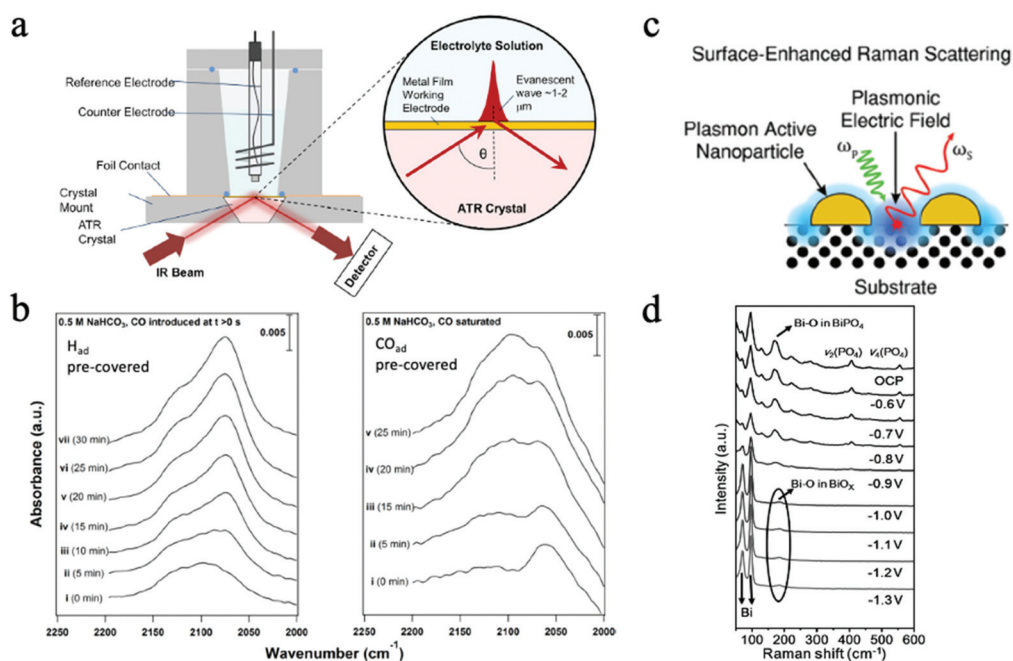 a
Reference Electrode
Counter Electrode
Foil Contact
Crystal
Mount
ATR
Crystal
IR Beam
Detector
Electrolyte Solution
Metal Film
Working
Electrode
Evanescent
wave ~1-2
μm
θ
ATR Crystal
c
Surface-Enhanced Raman Scattering
Plasmonic
Electric Field
Plasmon Active
Nanoparticle
ωP
ωS
Substrate
b
0.5 M NaHCO3, CO introduced at t >0 s
0.005
Had
pre-covered
vii (30 min)
vi (25 min)
v (20 min)
iv (15 min)
iii (10 min)
ii (5 min)
i (0 min)
2250 2200 2150 2100 2050 2000
0.5 M NaHCO3, CO saturated
0.005
COad
pre-covered
v (25 min)
iv (20 min)
iii (15 min)
ii (5 min)
i (0 min)
2250 2200 2150 2100 2050 2000
Absorbance (a.u.)
Wavenumber (cm-1)
d
Bi-O in BiPO4
ν2(PO4) ν4(PO4)
OCP
-0.6 V
-0.7 V
-0.8 V
-0.9 V
Bi-O in BiOX
-1.0 V
-1.1 V
-1.2 V
-1.3 V
Bi
100 200 300 400 500 600
Intensity (a.u.)
Raman shift (cm-1)